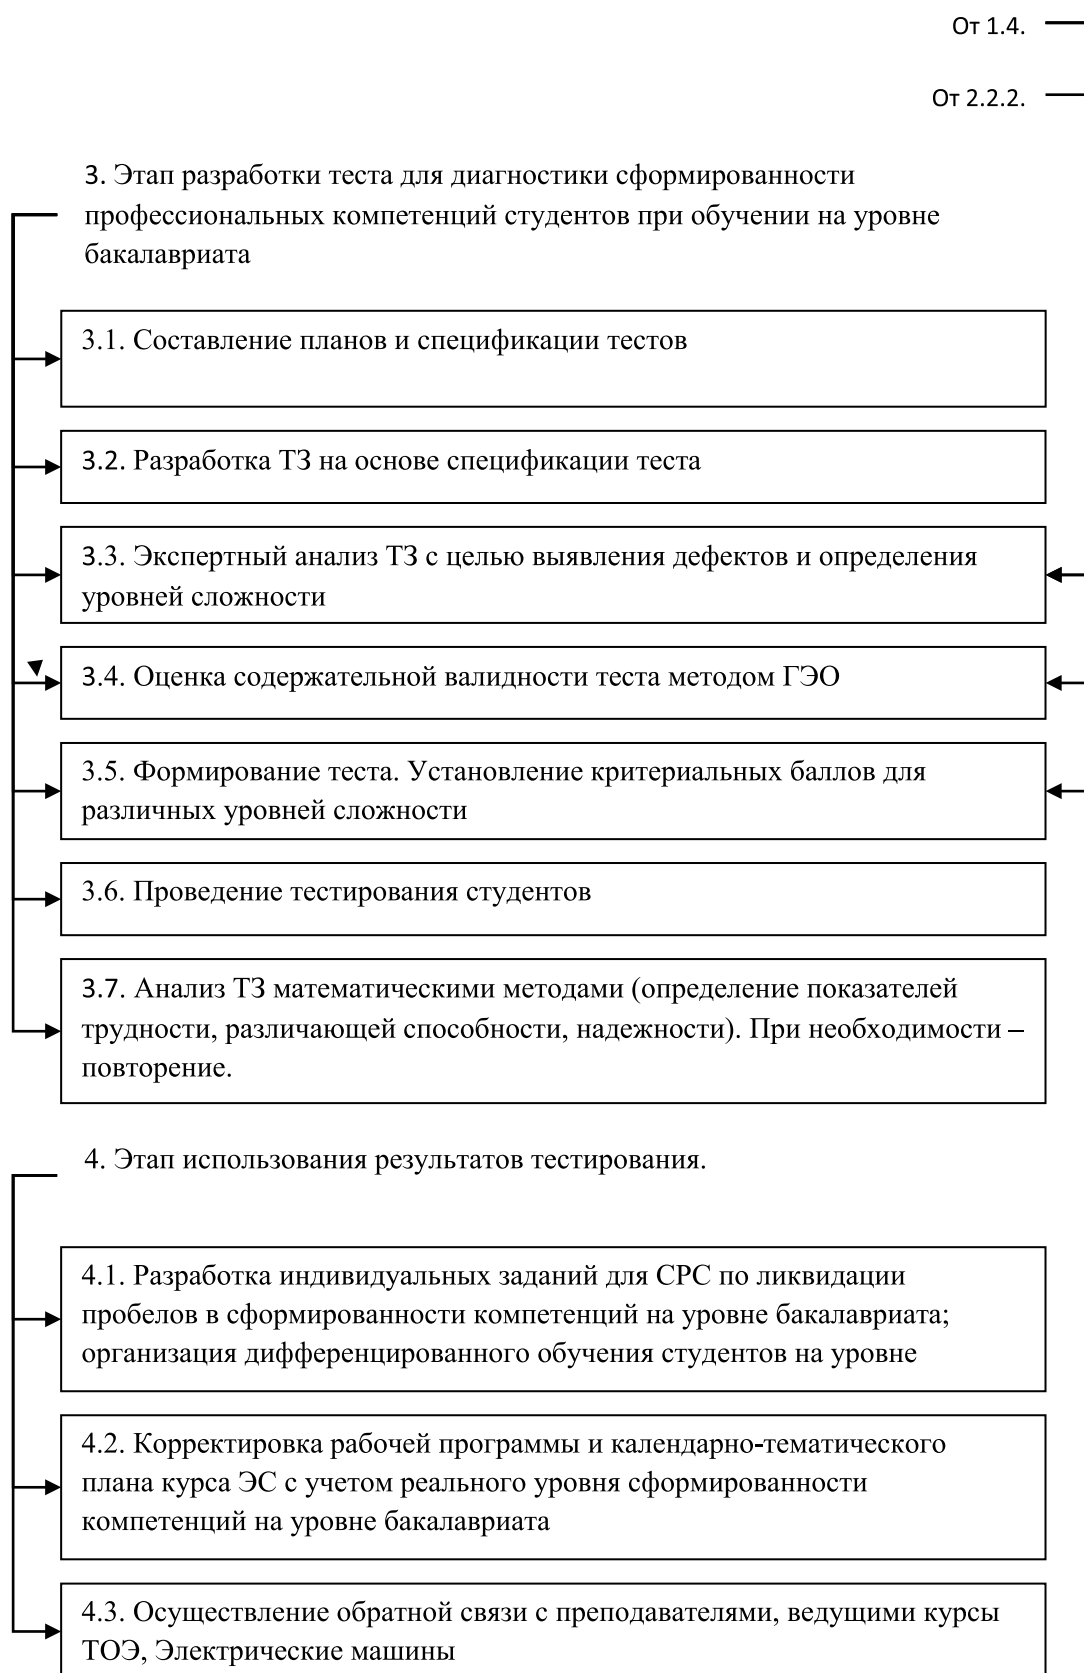 От 1.4.
От 2.2.2.
3. Этап разработки теста для диагностики сформированности
профессиональных компетенций студентов при обучении на уровне
бакалавриата
3.1. Составление планов и спецификации тестов
3.2. Разработка ТЗ на основе спецификации теста
3.3. Экспертный анализ ТЗ с целью выявления дефектов и определения
уровней сложности
3.4. Оценка содержательной валидности теста методом ГЭО
3.5. Формирование теста. Установление критериальных баллов для
различных уровней сложности
3.6. Проведение тестирования студентов
3.7. Анализ ТЗ математическими методами (определение показателей
трудности, различающей способности, надежности). При необходимости –
повторение.
4. Этап использования результатов тестирования.
4.1. Разработка индивидуальных заданий для СРС по ликвидации
пробелов в сформированности компетенций на уровне бакалавриата;
организация дифференцированного обучения студентов на уровне
4.2. Корректировка рабочей программы и календарно-тематического
плана курса ЭС с учетом реального уровня сформированности
компетенций на уровне бакалавриата
4.3. Осуществление обратной связи с преподавателями, ведущими курсы
ТОЭ, Электрические машины